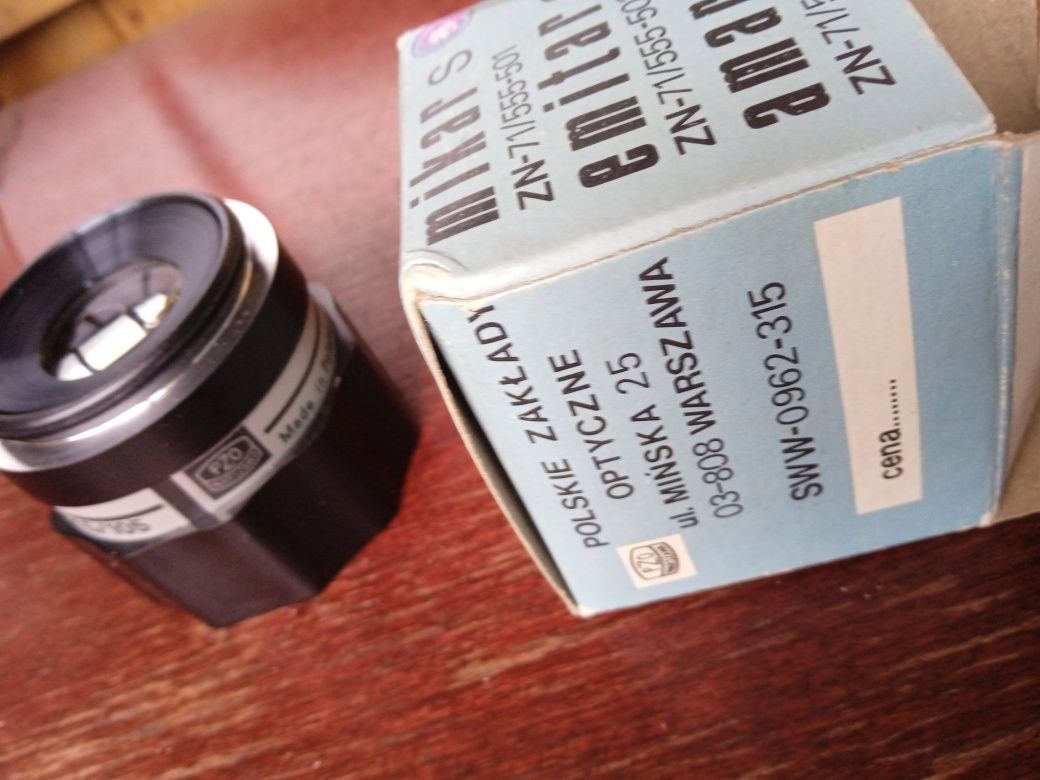 mikar S
ZN-71/555-501
emitar
ZN-71/555-50
ZN-71/5
POLSKIE ZAKŁADY
OPTYCZNE
ul. MIŃSKA 25
03-808 WARSZAWA
SWW-0962-315
cena........
PZO
PZO
Made in